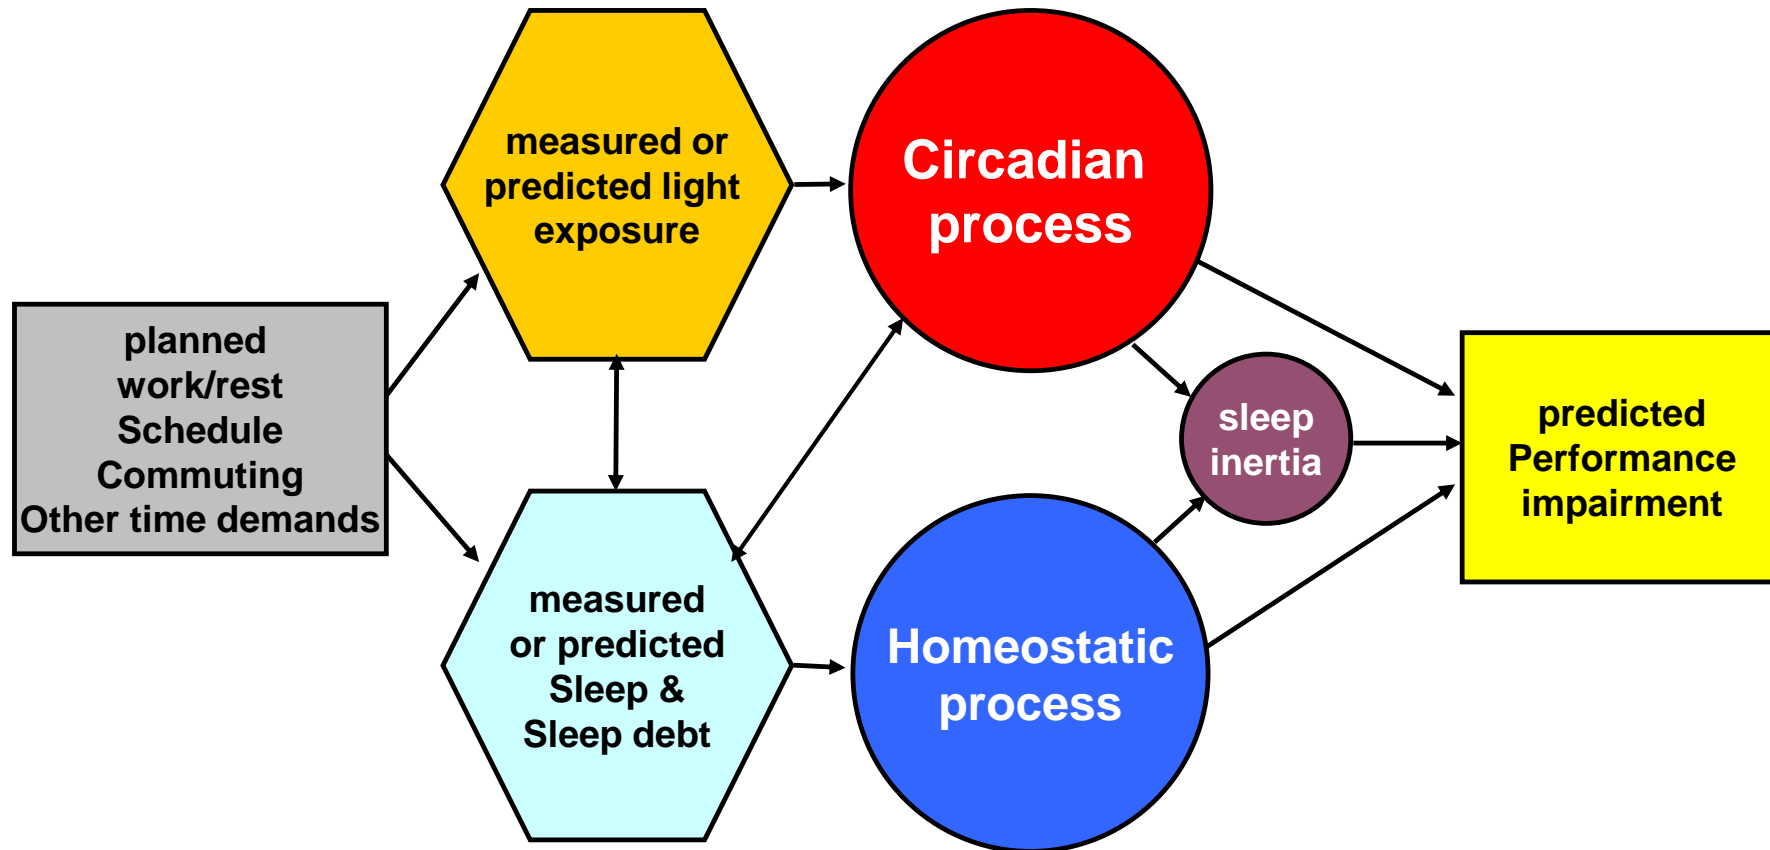 measured or
predicted light
exposure
Circadian
process
planned
work/rest
Schedule
Commuting
Other time demands
sleep
inertia
predicted
Performance
impairment
measured
or predicted
Sleep &
Sleep debt
Homeostatic
process